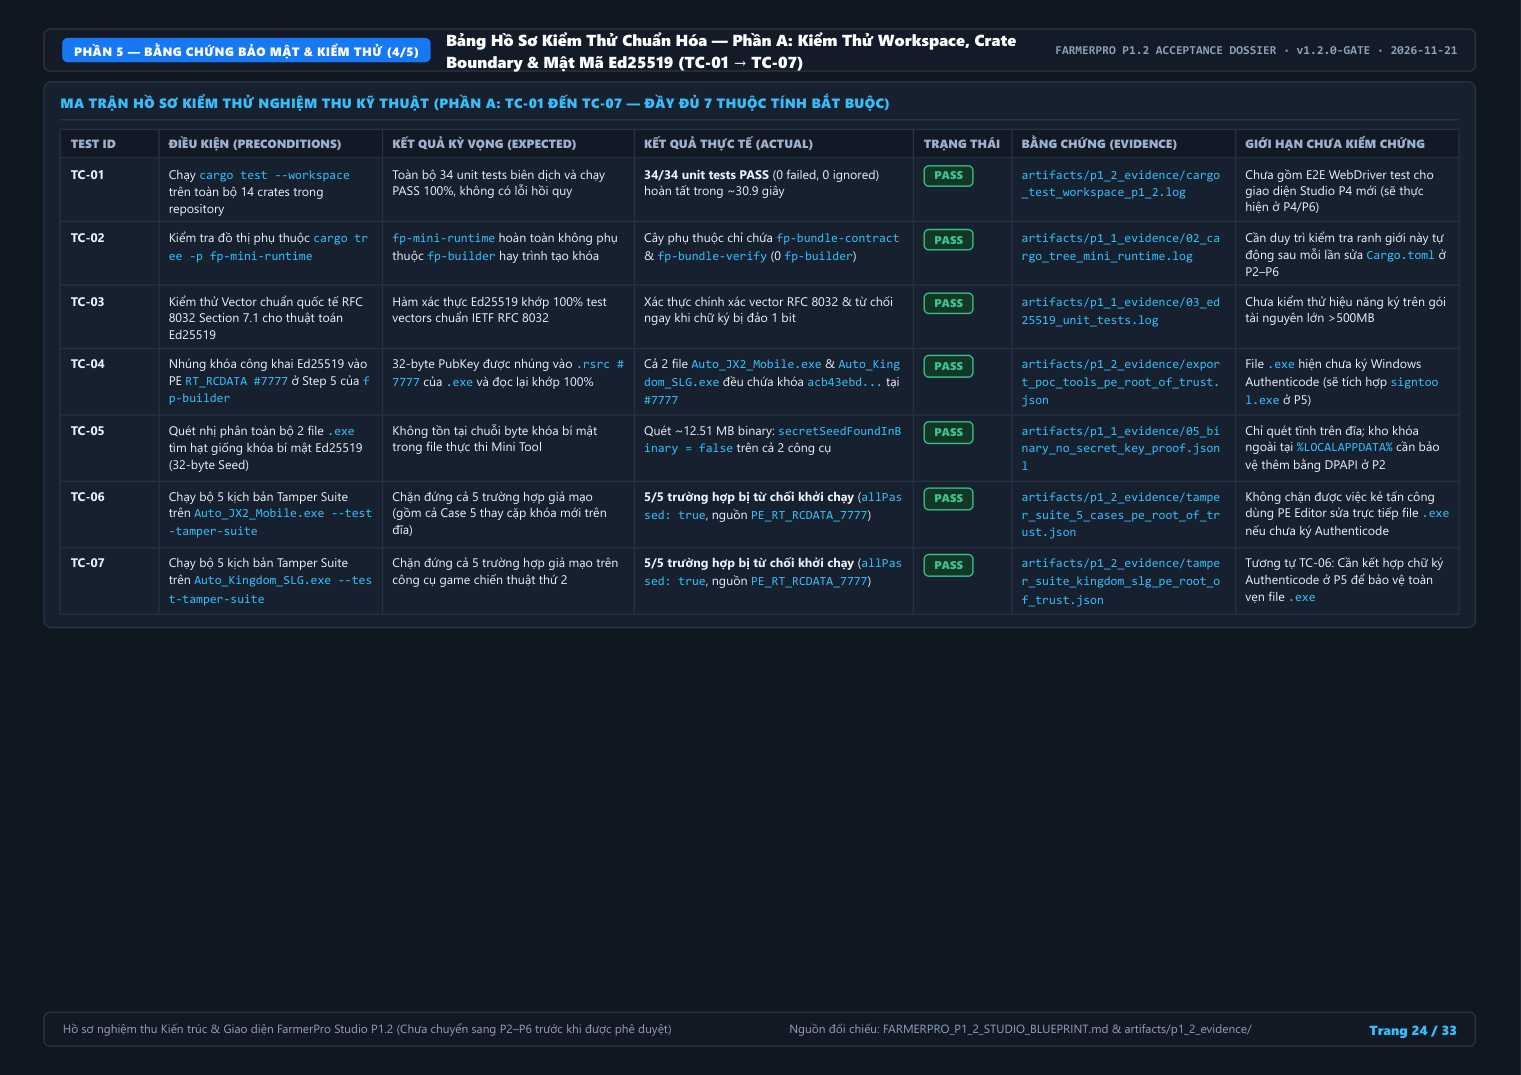 PHẦN 5 — BẰNG CHỨNG BẢO MẬT & KIỂM THỬ (4/5)
Bảng Hồ Sơ Kiểm Thử Chuẩn Hóa — Phần A: Kiểm Thử Workspace, Crate
Boundary & Mật Mã Ed25519 (TC-01 → TC-07)
FARMERPRO P1.2 ACCEPTANCE DOSSIER · v1.2.0-GATE · 2026-11-21
MA TRẬN HỒ SƠ KIỂM THỬ NGHIỆM THU KỸ THUẬT (PHẦN A: TC-01 ĐẾN TC-07 — ĐẦY ĐỦ 7 THUỘC TÍNH BẮT BUỘC)
TEST ID
ĐIỀU KIỆN (PRECONDITIONS)
KẾT QUẢ KỲ VỌNG (EXPECTED)
KẾT QUẢ THỰC TẾ (ACTUAL)
TRẠNG THÁI
BẰNG CHỨNG (EVIDENCE)
GIỚI HẠN CHƯA KIỂM CHỨNG
TC-01
Chạy cargo test --workspace
trên toàn bộ 14 crates trong
repository
Toàn bộ 34 unit tests biên dịch và chạy
PASS 100%, không có lỗi hồi quy
34/34 unit tests PASS (0 failed, 0 ignored)
hoàn tất trong ~30.9 giây
PASS
artifacts/p1_2_evidence/cargo
_test_workspace_p1_2.log
Chưa gồm E2E WebDriver test cho
giao diện Studio P4 mới (sẽ thực
hiện ở P4/P6)
TC-02
Kiểm tra đồ thị phụ thuộc cargo tr
ee -p fp-mini-runtime
fp-mini-runtime hoàn toàn không phụ
thuộc fp-builder hay trình tạo khóa
Cây phụ thuộc chỉ chứa fp-bundle-contract
& fp-bundle-verify (0 fp-builder)
PASS
artifacts/p1_1_evidence/02_ca
rgo_tree_mini_runtime.log
Cần duy trì kiểm tra ranh giới này tự
động sau mỗi lần sửa Cargo.toml ở
P2–P6
TC-03
Kiểm thử Vector chuẩn quốc tế RFC
8032 Section 7.1 cho thuật toán
Ed25519
Hàm xác thực Ed25519 khớp 100% test
vectors chuẩn IETF RFC 8032
Xác thực chính xác vector RFC 8032 & từ chối
ngay khi chữ ký bị đảo 1 bit
PASS
artifacts/p1_1_evidence/03_ed
25519_unit_tests.log
Chưa kiểm thử hiệu năng ký trên gói
tài nguyên lớn >500MB
TC-04
Nhúng khóa công khai Ed25519 vào
PE RT_RCDATA #7777 ở Step 5 của f
p-builder
32-byte PubKey được nhúng vào .rsrc #
7777 của .exe và đọc lại khớp 100%
Cả 2 file Auto_JX2_Mobile.exe & Auto_King
dom_SLG.exe đều chứa khóa acb43ebd... tại
#7777
PASS
artifacts/p1_2_evidence/expor
t_poc_tools_pe_root_of_trust.
json
File .exe hiện chưa ký Windows
Authenticode (sẽ tích hợp signtoo
l.exe ở P5)
TC-05
Quét nhị phân toàn bộ 2 file .exe
tìm hạt giống khóa bí mật Ed25519
(32-byte Seed)
Không tồn tại chuỗi byte khóa bí mật
trong file thực thi Mini Tool
Quét ~12.51 MB binary: secretSeedFoundInB
inary = false trên cả 2 công cụ
PASS
artifacts/p1_1_evidence/05_bi
nary_no_secret_key_proof.json
l
Chỉ quét tĩnh trên đĩa; kho khóa
ngoài tại %LOCALAPPDATA% cần bảo
vệ thêm bằng DPAPI ở P2
TC-06
Chạy bộ 5 kịch bản Tamper Suite
trên Auto_JX2_Mobile.exe --test
-tamper-suite
Chặn đứng cả 5 trường hợp giả mạo
(gồm cả Case 5 thay cặp khóa mới trên
đĩa)
5/5 trường hợp bị từ chối khởi chạy (allPas
sed: true, nguồn PE_RT_RCDATA_7777)
PASS
artifacts/p1_2_evidence/tampe
r_suite_5_cases_pe_root_of_tr
ust.json
Không chặn được việc kẻ tấn công
dùng PE Editor sửa trực tiếp file .exe
nếu chưa ký Authenticode
TC-07
Chạy bộ 5 kịch bản Tamper Suite
trên Auto_Kingdom_SLG.exe --tes
t-tamper-suite
Chặn đứng cả 5 trường hợp giả mạo trên
công cụ game chiến thuật thứ 2
5/5 trường hợp bị từ chối khởi chạy (allPas
sed: true, nguồn PE_RT_RCDATA_7777)
PASS
artifacts/p1_2_evidence/tampe
r_suite_kingdom_slg_pe_root_o
f_trust.json
Tương tự TC-06: Cần kết hợp chữ ký
Authenticode ở P5 để bảo vệ toàn
vẹn file .exe
Hồ sơ nghiệm thu Kiến trúc & Giao diện FarmerPro Studio P1.2 (Chưa chuyển sang P2–P6 trước khi được phê duyệt)
Nguồn đối chiếu: FARMERPRO_P1_2_STUDIO_BLUEPRINT.md & artifacts/p1_2_evidence/
Trang 24 / 33